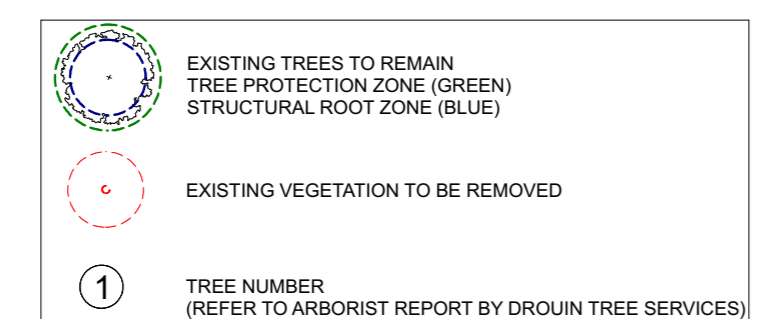 EXISTING TREES TO REMAIN
TREE PROTECTION ZONE (GREEN)
STRUCTURAL ROOT ZONE (BLUE)
EXISTING VEGETATION TO BE REMOVED
1
TREE NUMBER
(REFER TO ARBORIST REPORT BY DROUIN TREE SERVICES)